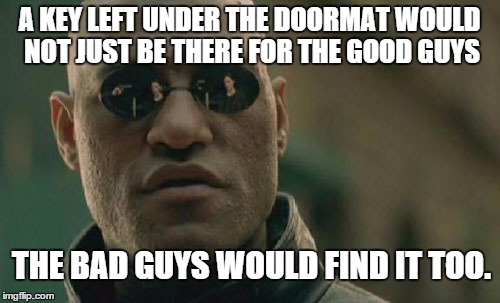 A KEY LEFT UNDER THE DOORMAT WOULD
NOT JUST BE THERE FOR THE GOOD GUYS
THE BAD GUYS WOULD FIND IT TOO.
imgflip.com